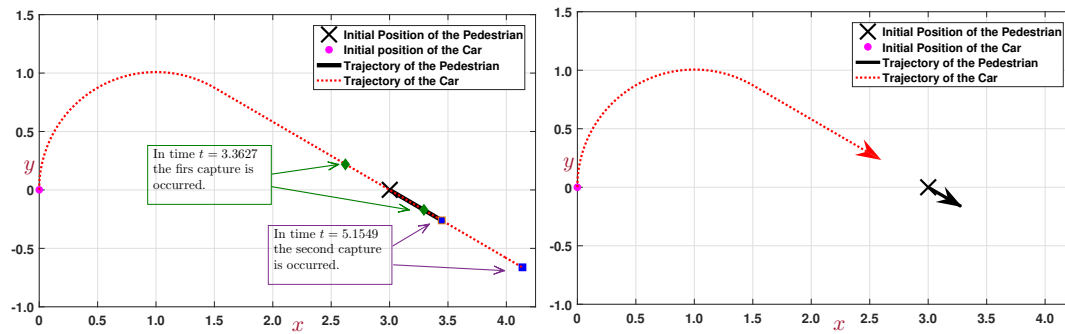 1.5
1.0
0.5
0
-0.5
-1.0
0.0
0.5
1.0
1.5
2.0
2.5
3.0
3.5
4.0
x
y
Initial Position of the Pedestrian
Initial position of the Car
Trajectory of the Pedestrian
Trajectory of the Car
In time t = 3.3627
the firs capture is
occurred.
In time t = 5.1549
the second capture
is occurred.
1.5
1.0
0.5
0
-0.5
-1.0
0.0
0.5
1.0
1.5
2.0
2.5
3.0
3.5
4.0
x
y
Initial Position of the Pedestrian
Initial Position of the Car
Trajectory of the Pedestrian
Trajectory of the Car